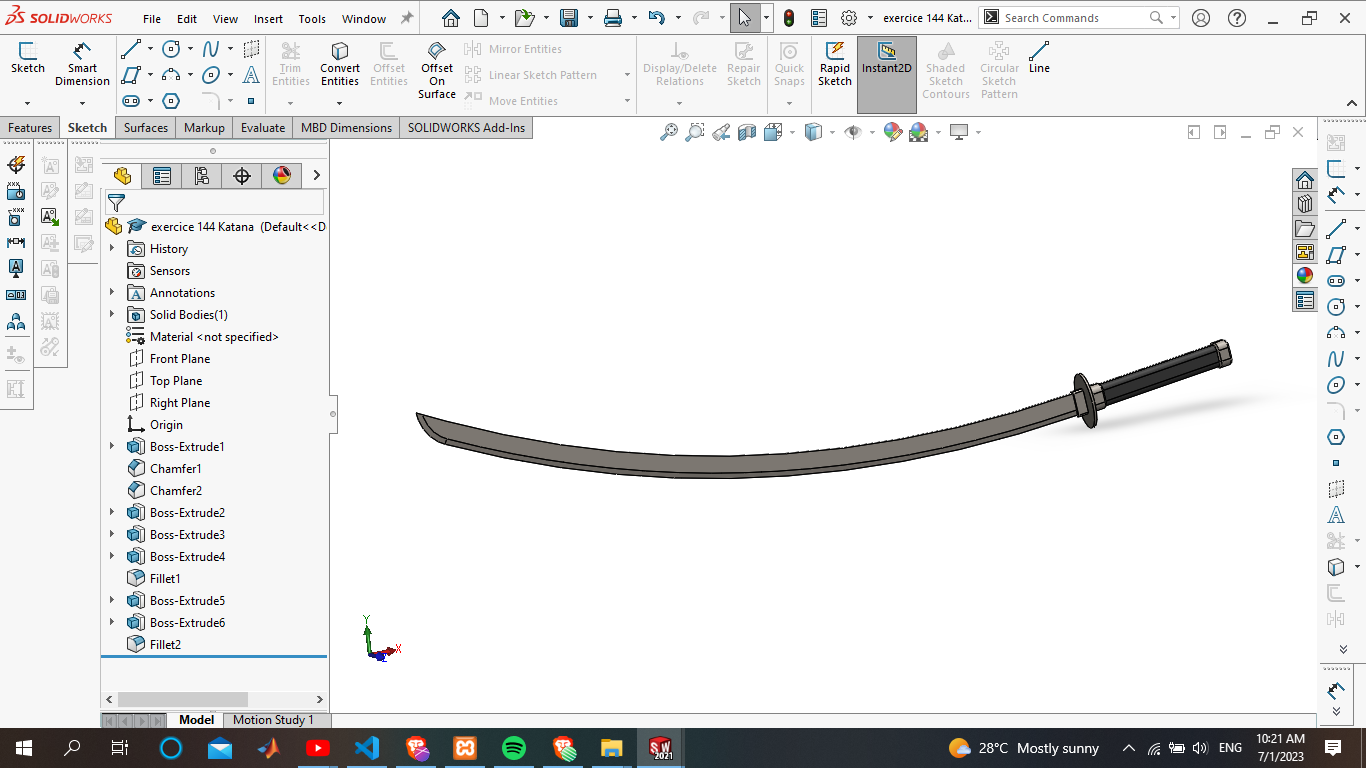 SOLIDWORKS
File Edit Sketch View Insert Tools Window
exercice 144 Kat...
Search Commands
Sketch
Smart Dimension
Trim Entities
Convert Entities
Offset Entities
Offset On Surface
Mirror Entities
Linear Sketch Pattern
Move Entities
Display/Delete Relations
Repair Sketch
Quick Snaps
Rapid Sketch
Instant2D
Shaded Sketch Contours
Circular Sketch Pattern
Line
Features Sketch Surfaces Markup Evaluate MBD Dimensions SOLIDWORKS Add-Ins
exercice 144 Katana (Default<<D
History
Sensors
Annotations
Solid Bodies(1)
Material <not specified>
Front Plane
Top Plane
Right Plane
Origin
Boss-Extrude1
Chamfer1
Chamfer2
Boss-Extrude2
Boss-Extrude3
Boss-Extrude4
Fillet1
Boss-Extrude5
Boss-Extrude6
Fillet2
Y
X
Model Motion Study 1
SW 2021
28°C Mostly sunny
ENG
10:21 AM
7/1/2023